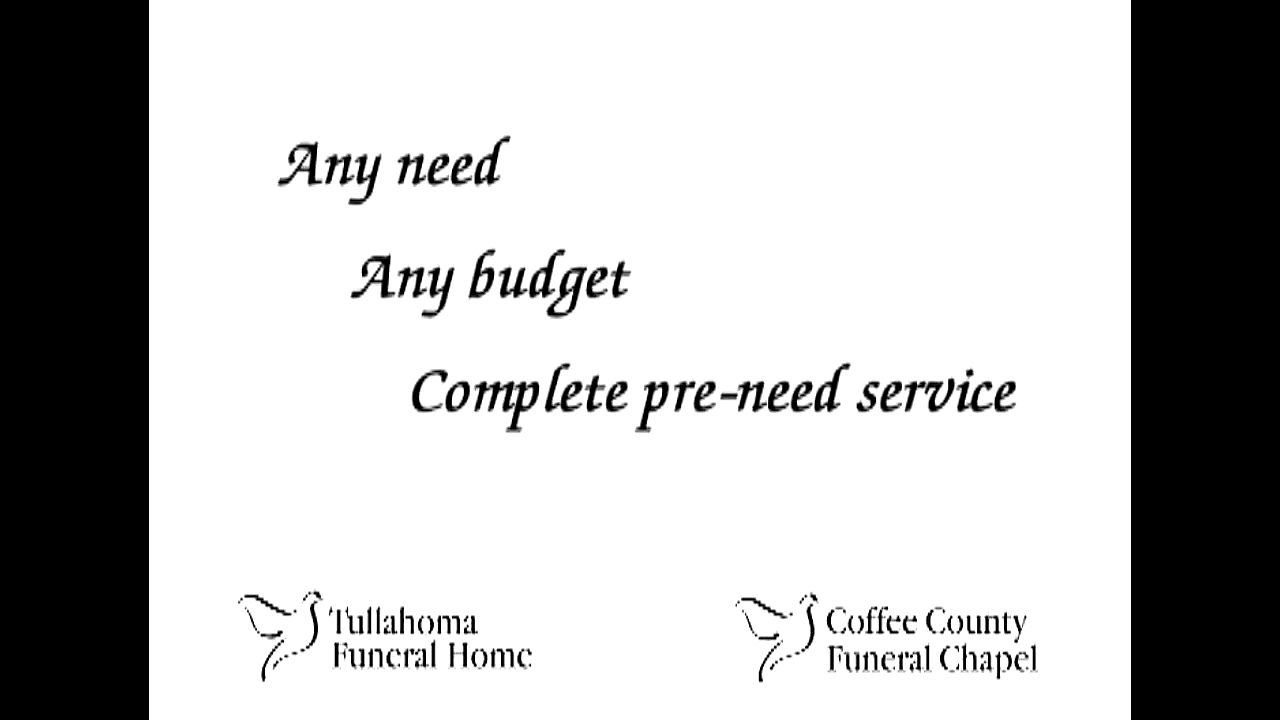 Any need
Any budget
Complete pre-need service
Tullahoma
Funeral Home
Coffee County
Funeral Chapel